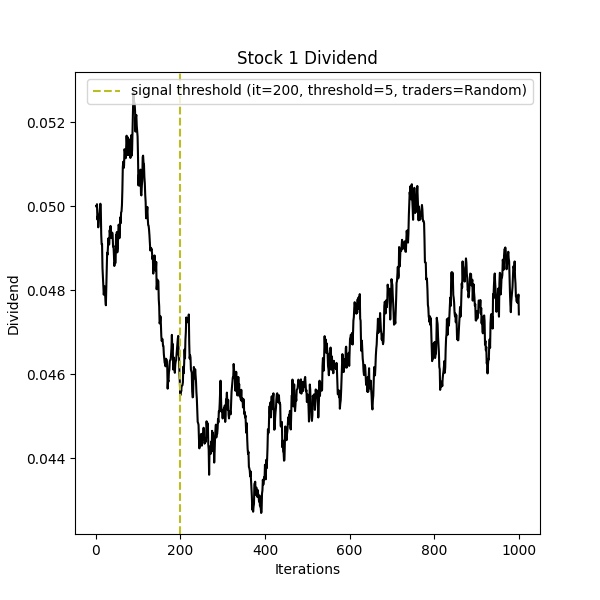 Stock 1 Dividend
signal threshold (it=200, threshold=5, traders=Random)
0.052
0.050
0.048
0.046
0.044
Dividend
0 200 400 600 800 1000
Iterations